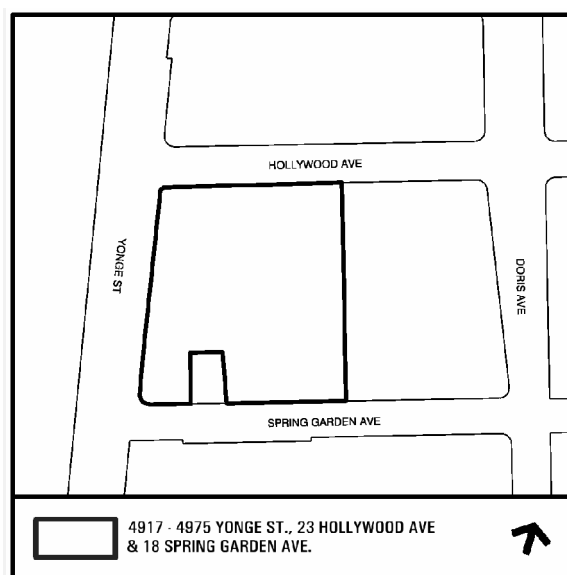 HOLLYWOOD AVE
YONGE ST
DORIS AVE
SPRING GARDEN AVE
4917 - 4975 YONGE ST., 23 HOLLYWOOD AVE
& 18 SPRING GARDEN AVE.